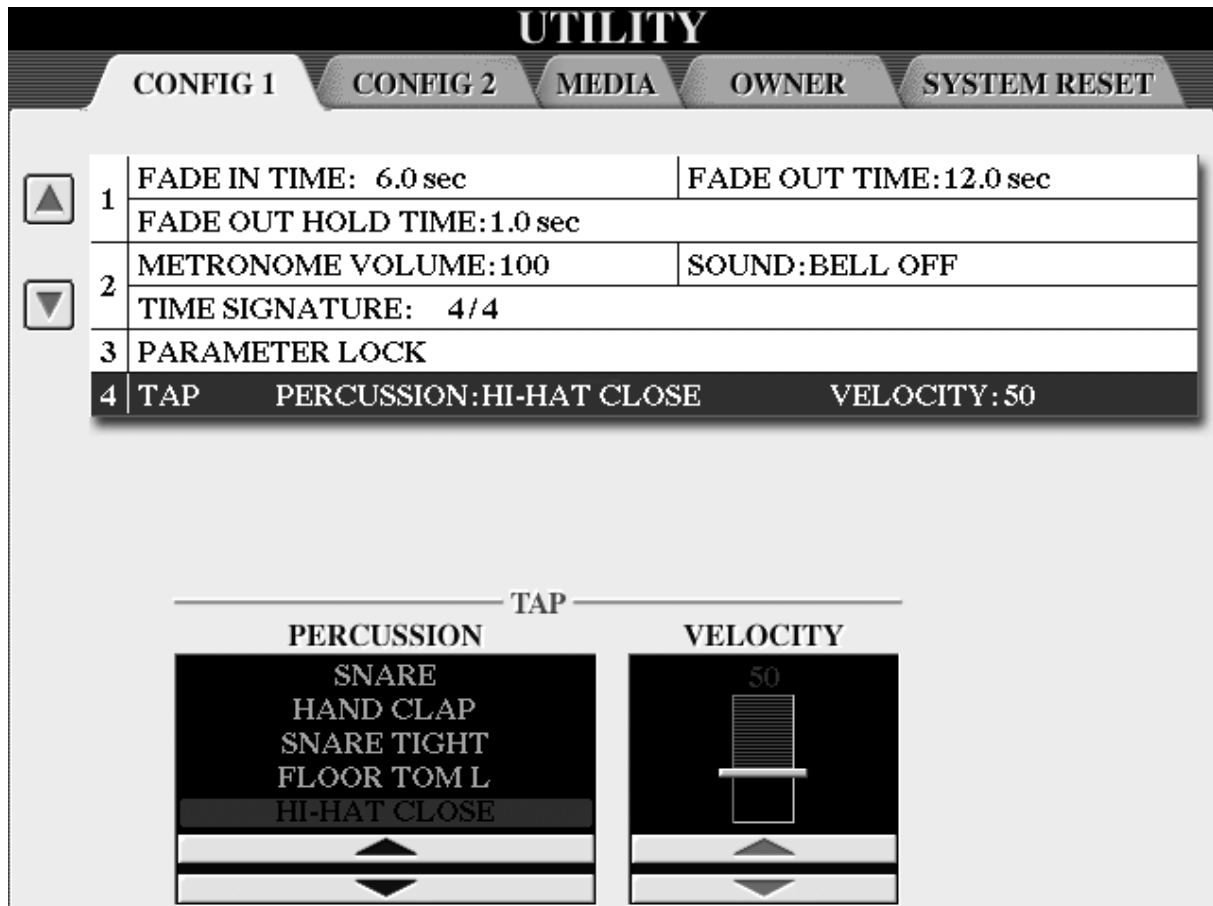 UTILITY
CONFIG 1 CONFIG 2 MEDIA OWNER SYSTEM RESET
1 FADE IN TIME: 6.0 sec FADE OUT TIME:12.0 sec
FADE OUT HOLD TIME:1.0 sec
2 METRONOME VOLUME:100 SOUND:BELL OFF
TIME SIGNATURE: 4/4
3 PARAMETER LOCK
4 TAP PERCUSSION:HI-HAT CLOSE VELOCITY:50
TAP
PERCUSSION VELOCITY
SNARE 50
HAND CLAP
SNARE TIGHT
FLOOR TOM L
HI-HAT CLOSE